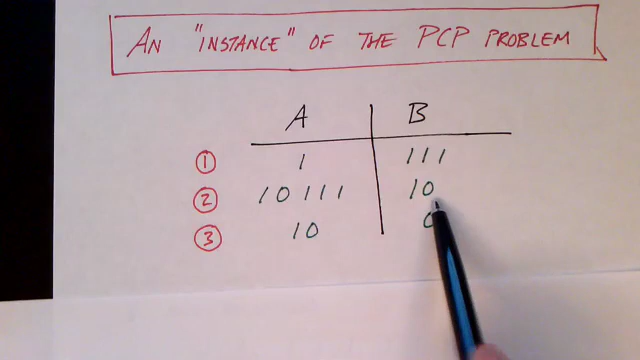 AN "INSTANCE" OF THE PCP PROBLEM
A B
1 1 111
2 10111 10
3 10 0